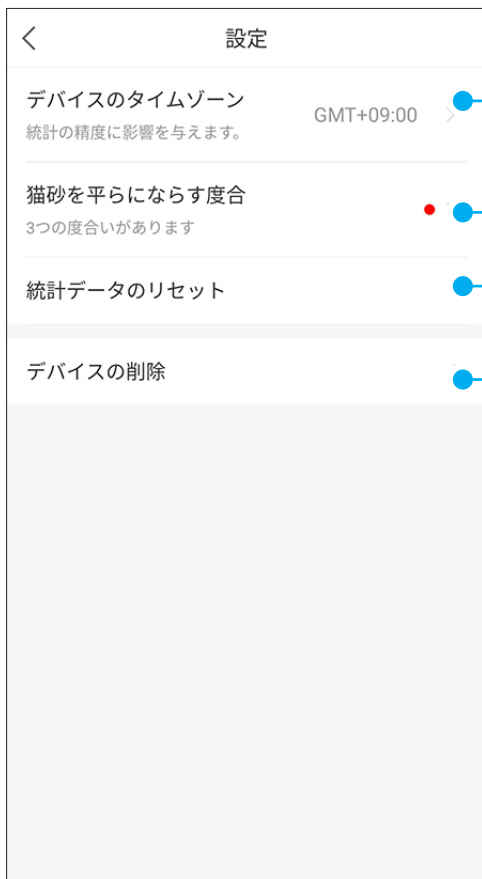 設定
デバイスのタイムゾーン
GMT+09:00
統計の精度に影響を与えます。
猫砂を平らにならす度合
3つの度合いがあります
統計データのリセット
デバイスの削除